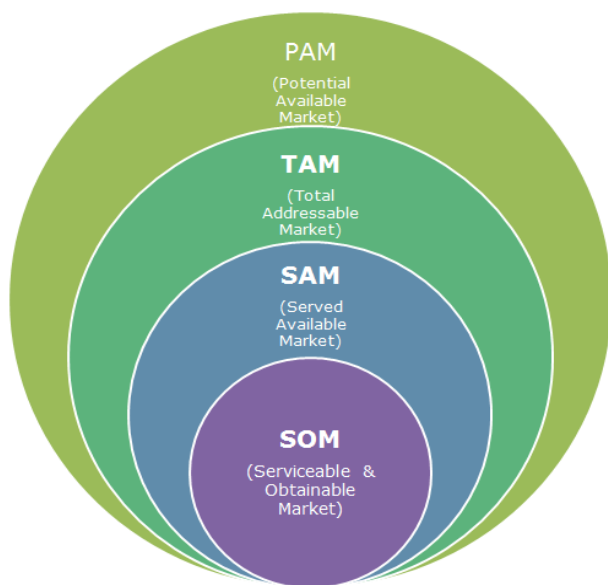 PAM
(Potential
Available
Market)
TAM
(Total
Addressable
Market)
SAM
(Served
Available
Market)
SOM
(Serviceable &
Obtainable
Market)